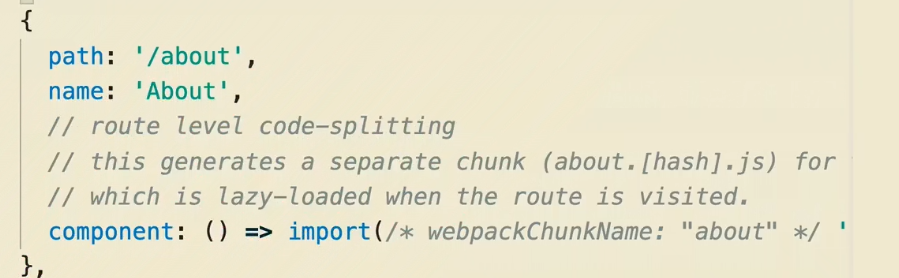 {
path: '/about',
name: 'About',
// route level code-splitting
// this generates a separate chunk (about.[hash].js) for
// which is lazy-loaded when the route is visited.
component: () => import(/* webpackChunkName: "about" */ '
},